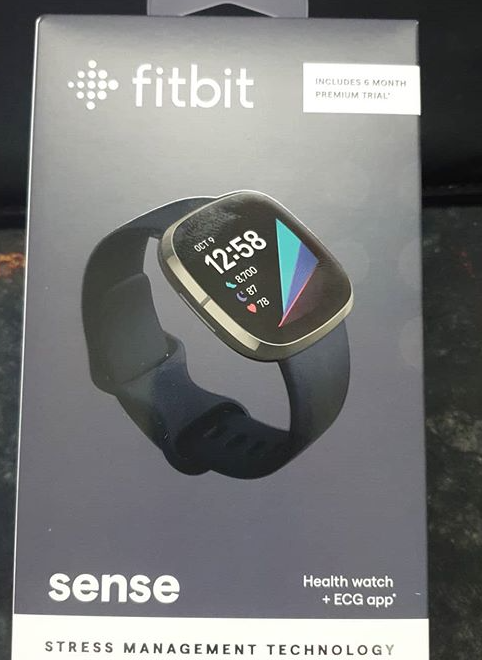 fitbit
INCLUDES 6 MONTH
PREMIUM TRIAL*
OCT 9
12:58
8,700
87
78
sense
Health watch
+ ECG app*
STRESS MANAGEMENT TECHNOLOGY